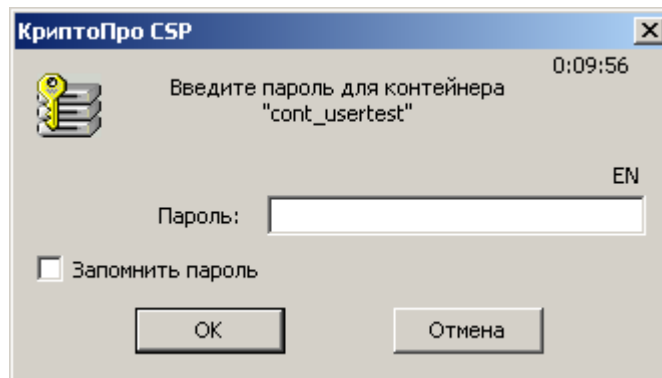 КриптоПро CSP
0:09:56
Введите пароль для контейнера
"cont_usertest"
EN
Пароль:
Запомнить пароль
OK
Отмена